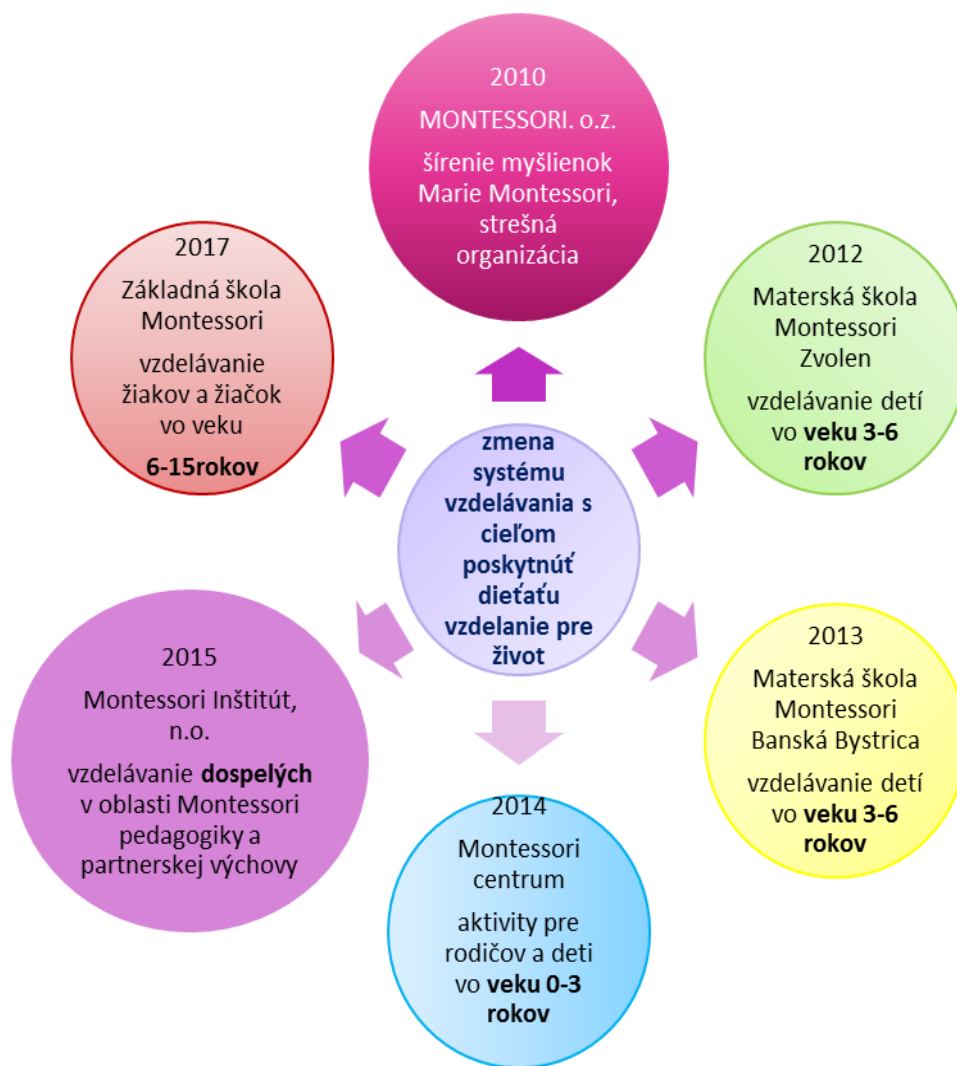 2010
MONTESSORI. o.z.
šírenie myšlienok
Marie Montessori,
strešná
organizácia
2012
Materská škola
Montessori
Zvolen
vzdelávanie detí
vo veku 3-6
rokov
2013
Materská škola
Montessori
Banská Bystrica
vzdelávanie detí
vo veku 3-6
rokov
2014
Montessori
centrum
aktivity pre
rodičov a deti
vo veku 0-3
rokov
2015
Montessori Inštitút,
n.o.
vzdelávanie dospelých
v oblasti Montessori
pedagogiky a
partnerskej výchovy
2017
Základná škola
Montessori
vzdelávanie
žiakov a žiačok
vo veku
6-15rokov
zmena
systému
vzdelávania s
cieľom
poskytnúť
dieťaťu
vzdelanie pre
život